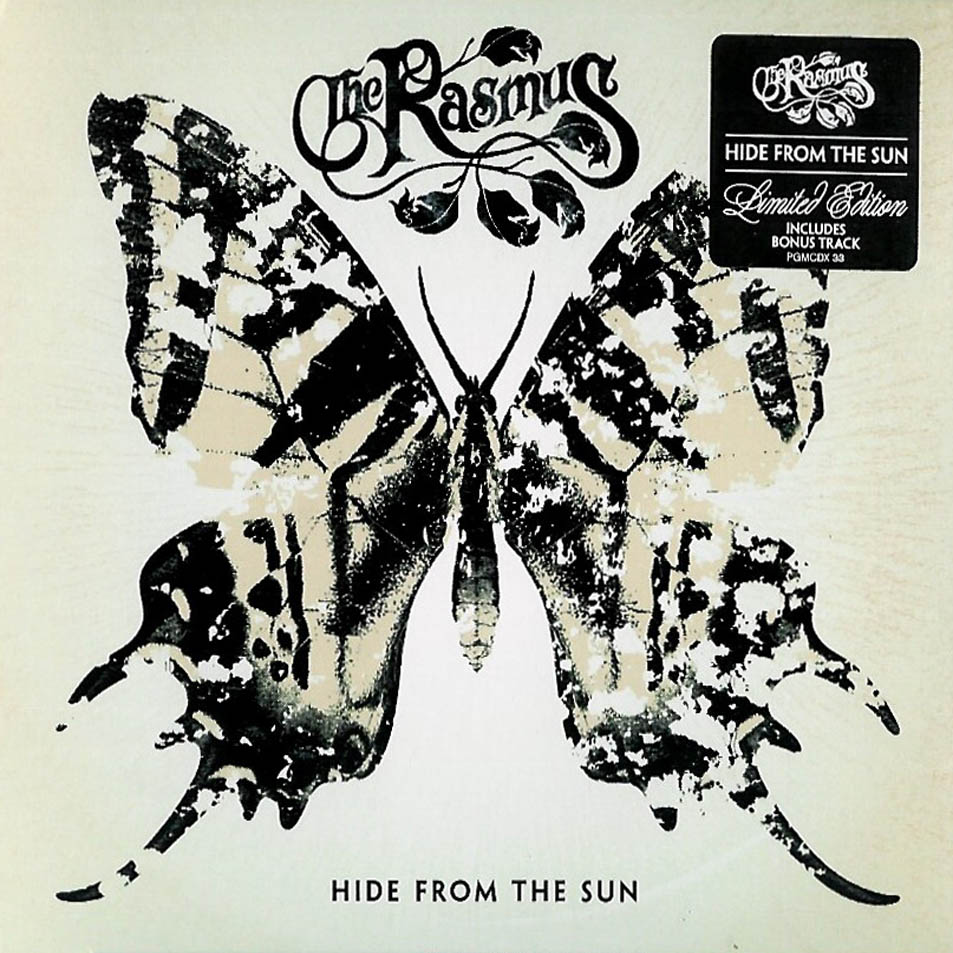 The Rasmus
The Rasmus
HIDE FROM THE SUN
Limited Edition
INCLUDES
BONUS TRACK
PGMCDX 33
HIDE FROM THE SUN